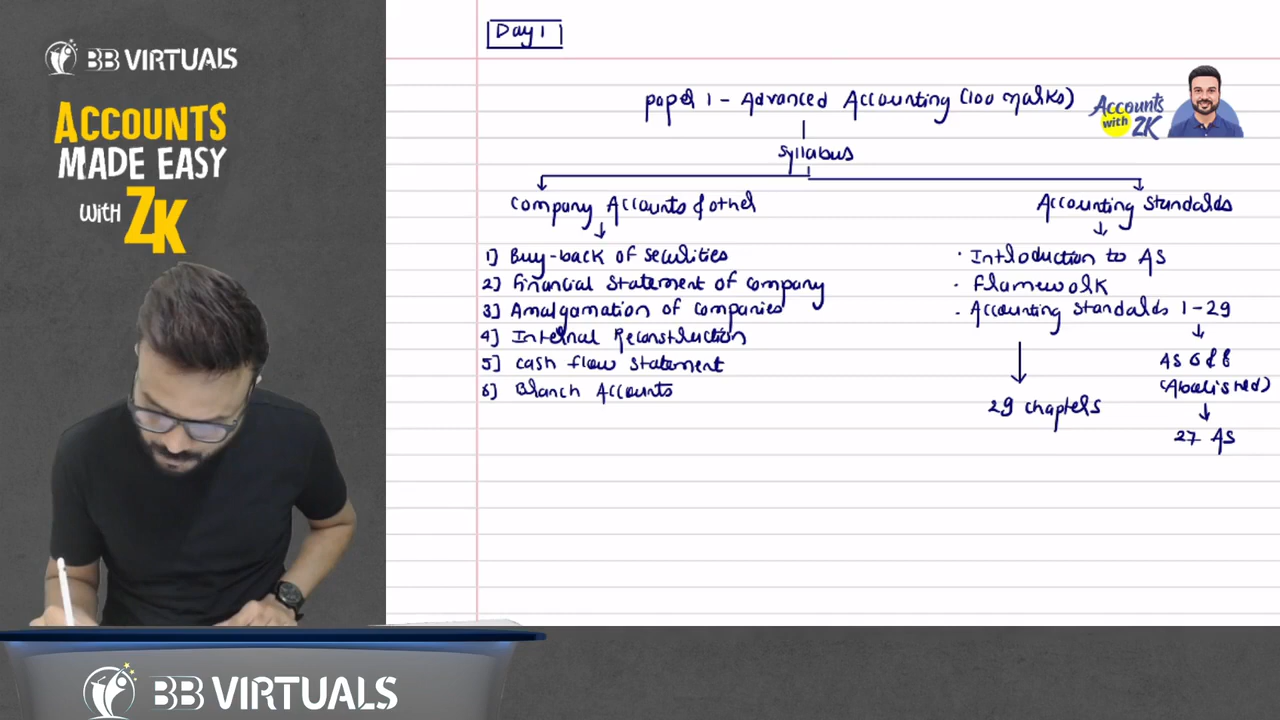 BB VIRTUALS
ACCOUNTS
MADE EASY
with ZK
Day 1
Paper 1 - Advanced Accounting (100 Marks)
Accounts
with
ZK
Syllabus
Company Accounts & other
Accounting Standards
1] Buy-back of securities
2] Financial Statement of Company
3] Amalgamation of Companies
4] Internal Reconstruction
5] Cash flow Statement
6] Branch Accounts
· Introduction to AS
· Framework
· Accounting Standards 1-29
29 chapters
AS 6 & 8
(Abolished)
27 AS
BB VIRTUALS